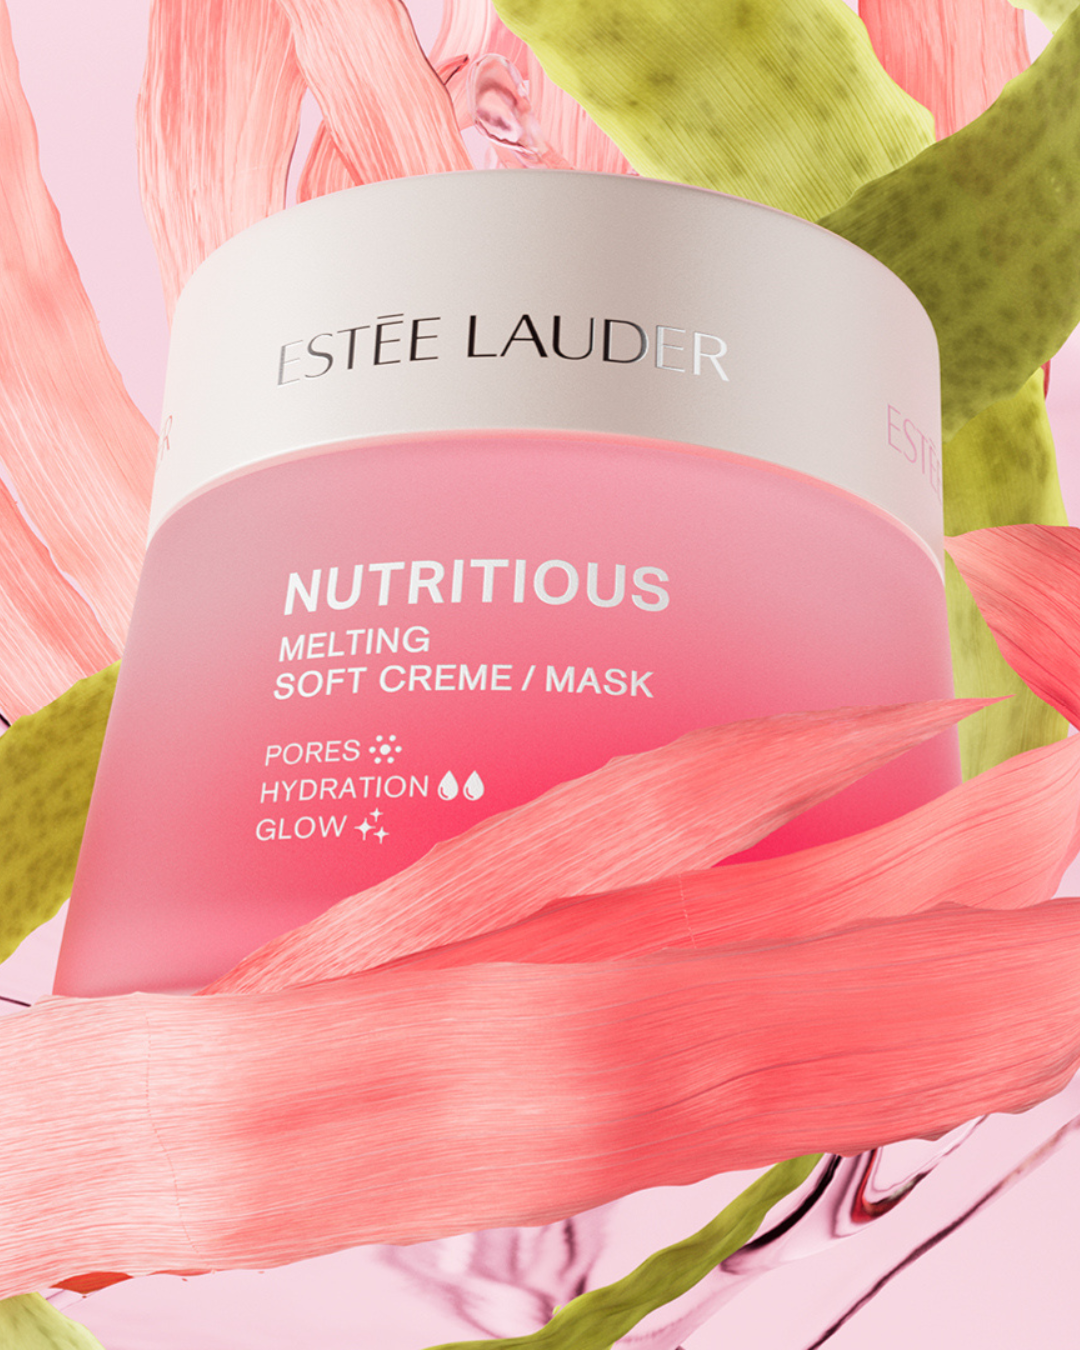 ESTĒE LAUDER
NUTRITIOUS
MELTING
SOFT CREME / MASK
PORES
HYDRATION
GLOW